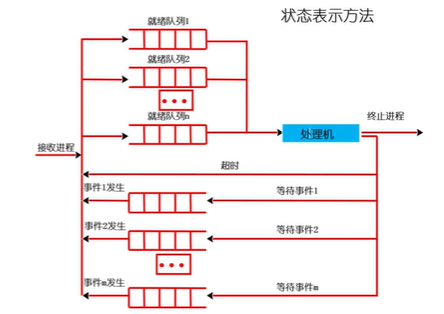 状态表示方法
就绪队列1
就绪队列2
就绪队列n
接收进程
处理机
终止进程
超时
事件1发生
等待事件1
事件2发生
等待事件2
事件m发生
等待事件m